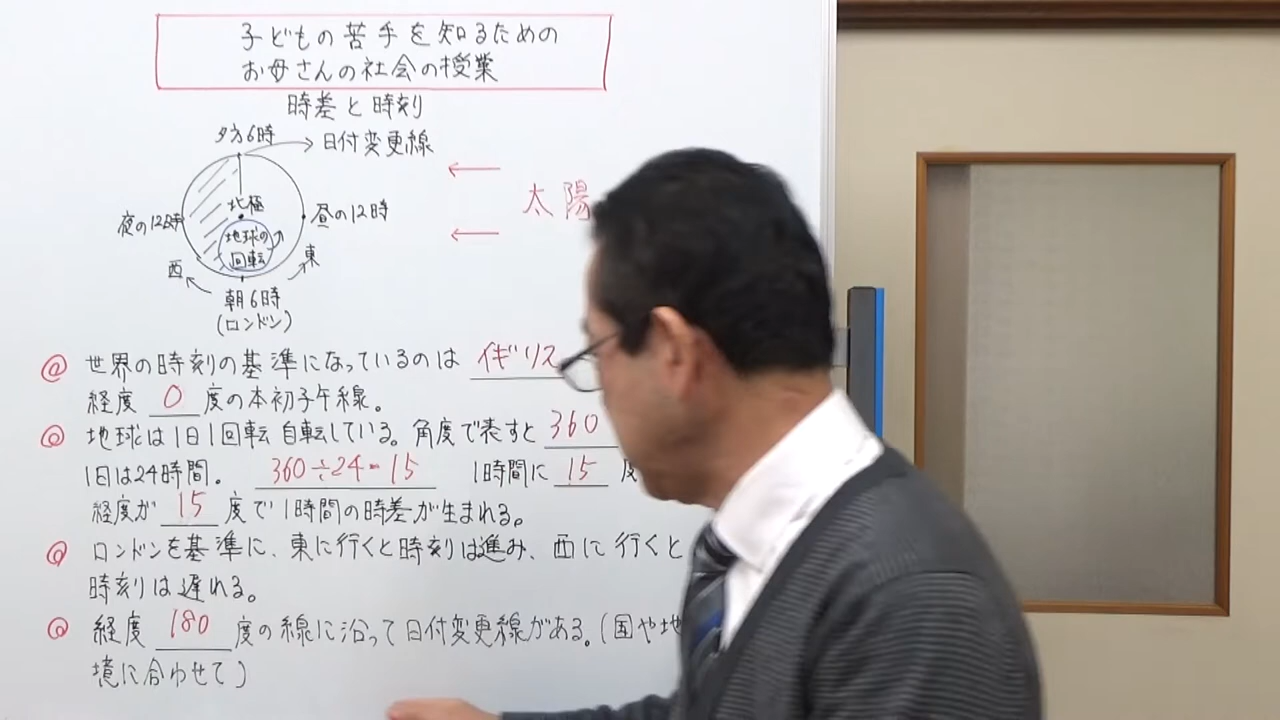 子どもの苦手を知るための
お母さんの社会の授業
時差と時刻
夕方6時
日付変更線
太陽
北極
夜の12時
昼の12時
地球の
回転
西
東
朝6時
(ロンドン)
@ 世界の時刻の基準になっているのは イギリス
経度 0 度の本初子午線。
@ 地球は1日1回転自転している。角度で表すと 360
1日は24時間。 360÷24=15 1時間に 15 度
経度が 15 度で1時間の時差が生まれる。
@ ロンドンを基準に、東に行くと時刻は進み、西に行くと
時刻は遅れる。
@ 経度 180 度の線に沿って日付変更線がある。(国や地
境に合わせて)